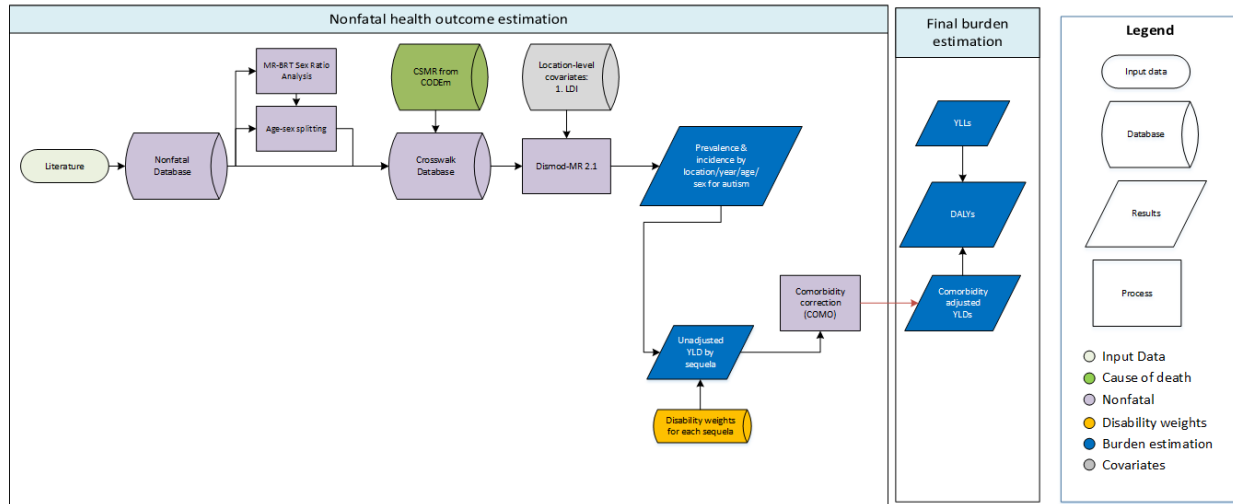 Nonfatal health outcome estimation
MR-BRT Sex Ratio
Analysis
Age-sex splitting
Literature
Nonfatal
Database
CSMR from
CODEm
Crosswalk
Database
Location-level
covariates:
1. LDI
Dismod-MR 2.1
Prevalence &
incidence by
location/year/age/
sex for autism
Unadjusted
YLD by
sequela
Disability weights
for each sequela
Comorbidity
correction
(COMO)
Final burden
estimation
YLLs
DALYs
Comorbidity
adjusted
YLDs
Legend
Input data
Database
Results
Process
Input Data
Cause of death
Nonfatal
Disability weights
Burden estimation
Covariates